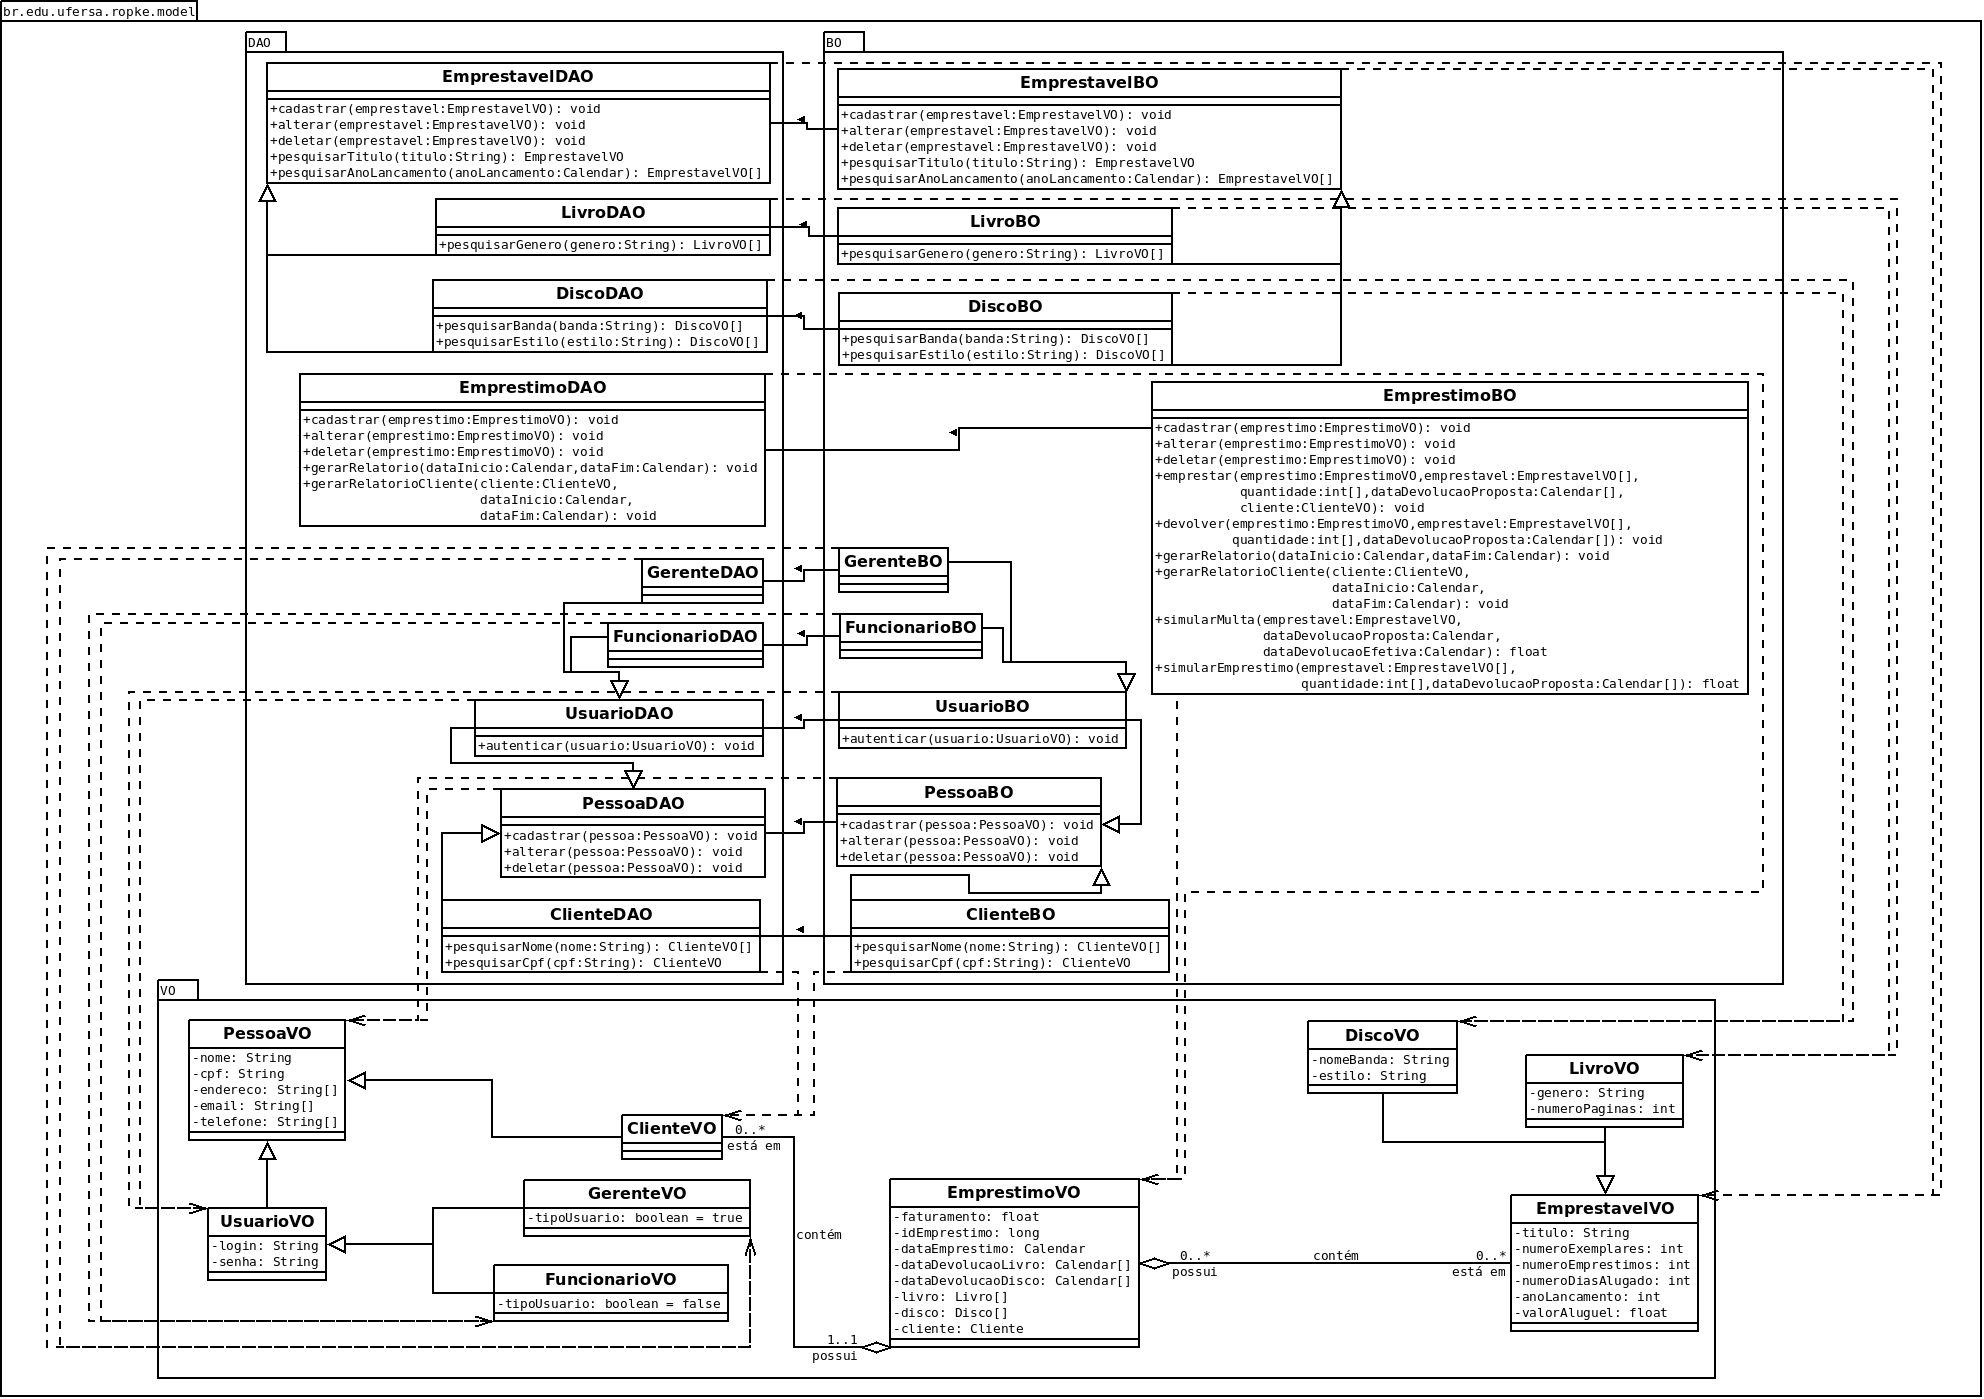 br.edu.ufersa.ropke.model
DAO
EmprestavelDAO
+cadastrar(emprestavel:EmprestavelVO): void
+alterar(emprestavel:EmprestavelVO): void
+deletar(emprestavel:EmprestavelVO): void
+pesquisarTitulo(titulo:String): EmprestavelVO
+pesquisarAnoLancamento(anoLancamento:Calendar): EmprestavelVO[]
LivroDAO
+pesquisarGenero(genero:String): LivroVO[]
DiscoDAO
+pesquisarBanda(banda:String): DiscoVO[]
+pesquisarEstilo(estilo:String): DiscoVO[]
EmprestimoDAO
+cadastrar(emprestimo:EmprestimoVO): void
+alterar(emprestimo:EmprestimoVO): void
+deletar(emprestimo:EmprestimoVO): void
+gerarRelatorio(dataInicio:Calendar,dataFim:Calendar): void
+gerarRelatorioCliente(cliente:ClienteVO,
dataInicio:Calendar,
dataFim:Calendar): void
GerenteDAO
FuncionarioDAO
UsuarioDAO
+autenticar(usuario:UsuarioVO): void
PessoaDAO
+cadastrar(pessoa:PessoaVO): void
+alterar(pessoa:PessoaVO): void
+deletar(pessoa:PessoaVO): void
ClienteDAO
+pesquisarNome(nome:String): ClienteVO[]
+pesquisarCpf(cpf:String): ClienteVO
BO
EmprestavelBO
+cadastrar(emprestavel:EmprestavelVO): void
+alterar(emprestavel:EmprestavelVO): void
+deletar(emprestavel:EmprestavelVO): void
+pesquisarTitulo(titulo:String): EmprestavelVO
+pesquisarAnoLancamento(anoLancamento:Calendar): EmprestavelVO[]
LivroBO
+pesquisarGenero(genero:String): LivroVO[]
DiscoBO
+pesquisarBanda(banda:String): DiscoVO[]
+pesquisarEstilo(estilo:String): DiscoVO[]
EmprestimoBO
+cadastrar(emprestimo:EmprestimoVO): void
+alterar(emprestimo:EmprestimoVO): void
+deletar(emprestimo:EmprestimoVO): void
+emprestar(emprestimo:EmprestimoVO,emprestavel:EmprestavelVO[],
quantidade:int[],dataDevolucaoProposta:Calendar[],
cliente:ClienteVO): void
+devolver(emprestimo:EmprestimoVO,emprestavel:EmprestavelVO[],
quantidade:int[],dataDevolucaoProposta:Calendar[]): void
+gerarRelatorio(dataInicio:Calendar,dataFim:Calendar): void
+gerarRelatorioCliente(cliente:ClienteVO,
dataInicio:Calendar,
dataFim:Calendar): void
+simularMulta(emprestavel:EmprestavelVO,
dataDevolucaoProposta:Calendar,
dataDevolucaoEfetiva:Calendar): float
+simularEmprestimo(emprestavel:EmprestavelVO[],
quantidade:int[],dataDevolucaoProposta:Calendar[]): float
GerenteBO
FuncionarioBO
UsuarioBO
+autenticar(usuario:UsuarioVO): void
PessoaBO
+cadastrar(pessoa:PessoaVO): void
+alterar(pessoa:PessoaVO): void
+deletar(pessoa:PessoaVO): void
ClienteBO
+pesquisarNome(nome:String): ClienteVO[]
+pesquisarCpf(cpf:String): ClienteVO
VO
PessoaVO
-nome: String
-cpf: String
-endereco: String[]
-email: String[]
-telefone: String[]
UsuarioVO
-login: String
-senha: String
ClienteVO
0..*
está em
contém
1..1
possui
GerenteVO
-tipoUsuario: boolean = true
FuncionarioVO
-tipoUsuario: boolean = false
EmprestimoVO
-faturamento: float
-idEmprestimo: long
-dataEmprestimo: Calendar
-dataDevolucaoLivro: Calendar[]
-dataDevolucaoDisco: Calendar[]
-livro: Livro[]
-disco: Disco[]
-cliente: Cliente
0..*
possui
contém
0..*
está em
DiscoVO
-nomeBanda: String
-estilo: String
LivroVO
-genero: String
-numeroPaginas: int
EmprestavelVO
-titulo: String
-numeroExemplares: int
-numeroEmprestimos: int
-numeroDiasAlugado: int
-anoLancamento: int
-valorAluguel: float